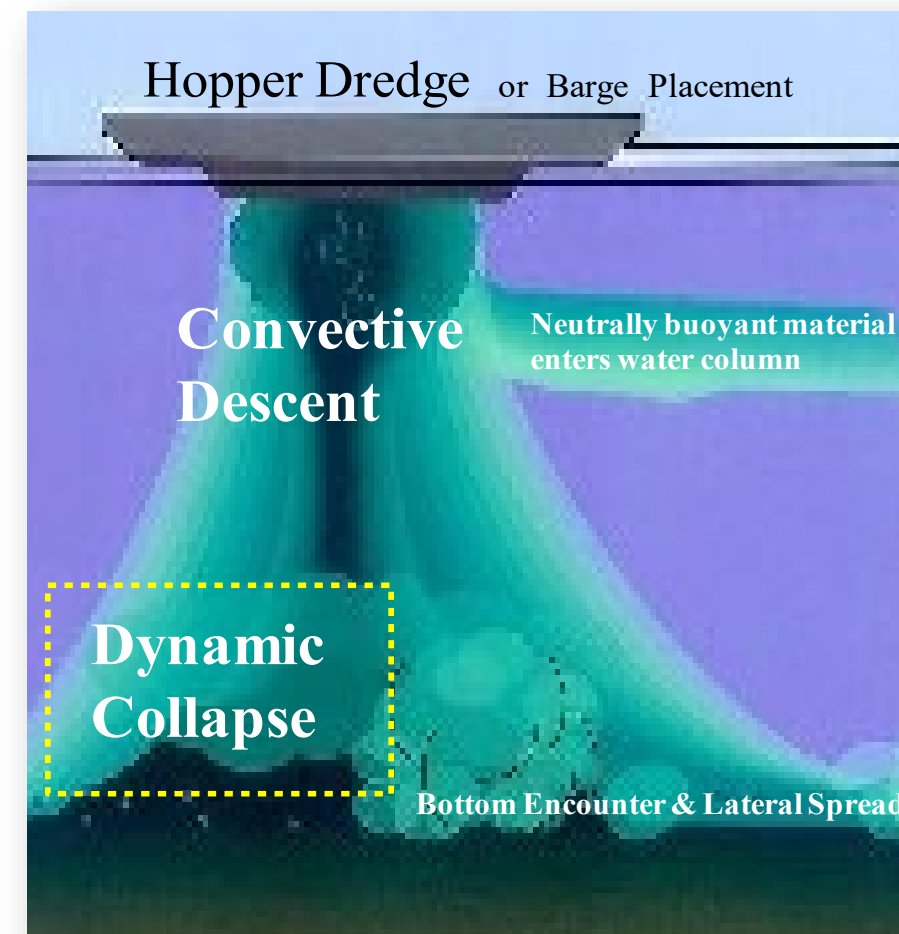 Hopper Dredge or Barge Placement
Convective
Descent
Neutrally buoyant material
enters water column
Dynamic
Collapse
Bottom Encounter & Lateral Spread